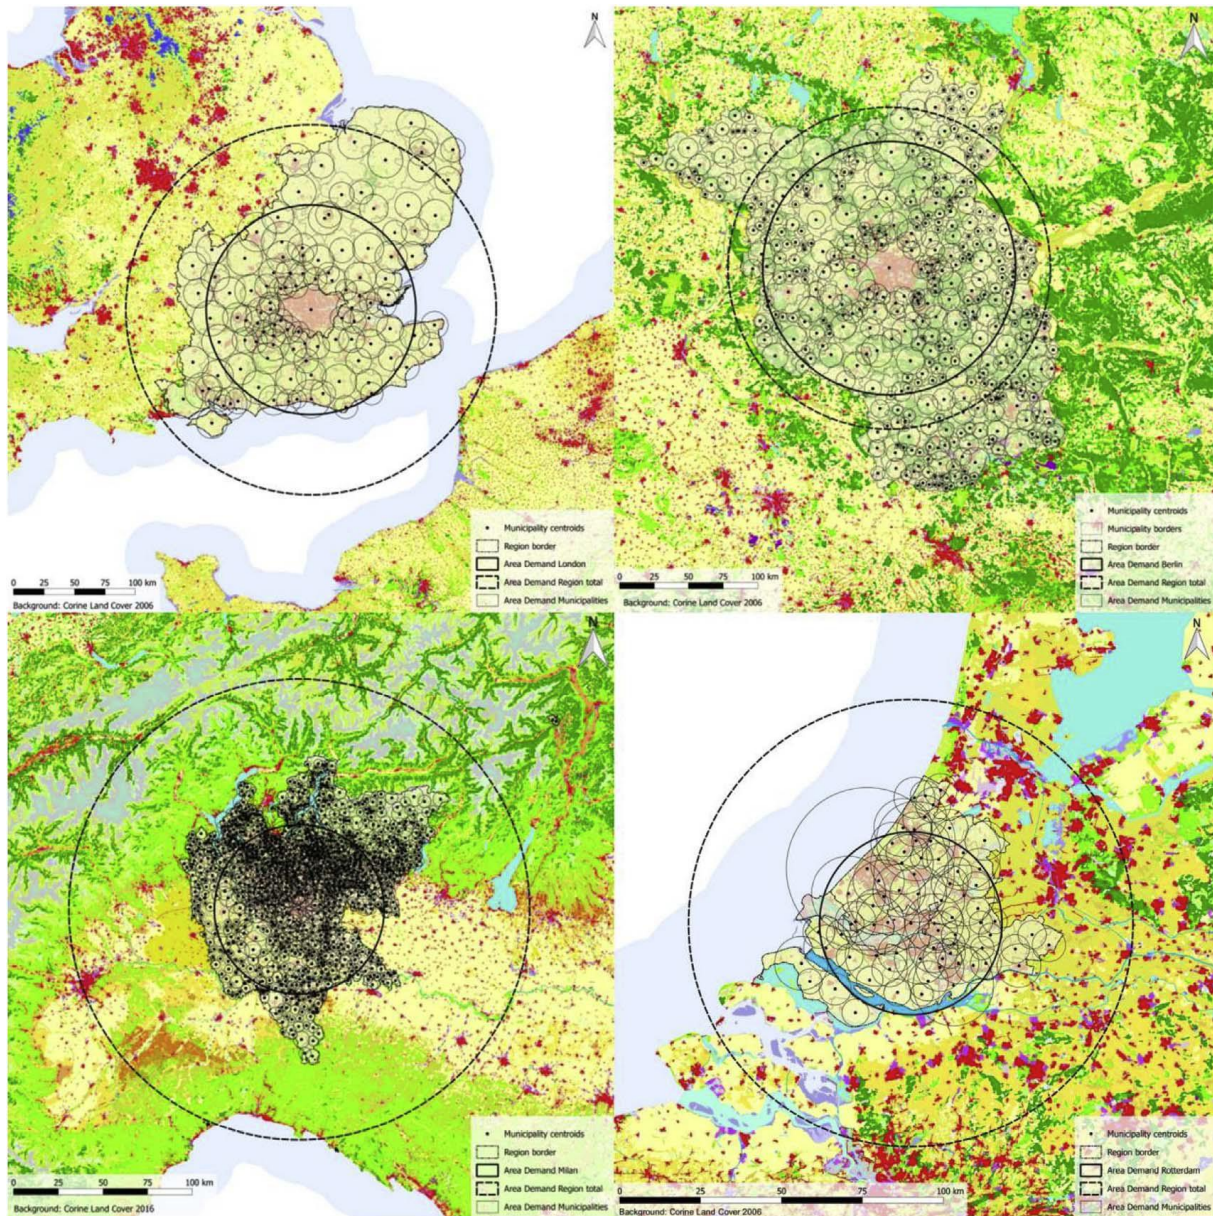 N
Municipality centroids
Region border
Area Demand London
Area Demand Region total
Area Demand Municipalities
0 25 50 75 100 km
Background: Corine Land Cover 2006
N
Municipality centroids
Municipality borders
Region border
Area Demand Berlin
Area Demand Region total
Area Demand Municipalities
0 25 50 75 100 km
Background: Corine Land Cover 2006
N
Municipality centroids
Region border
Area Demand Milan
Area Demand Region total
Area Demand Municipalities
0 25 50 75 100 km
Background: Corine Land Cover 2016
N
Municipality centroids
Region border
Area Demand Rotterdam
Area Demand Region total
Area Demand Municipalities
0 25 50 75 100 km
Background: Corine Land Cover 2006